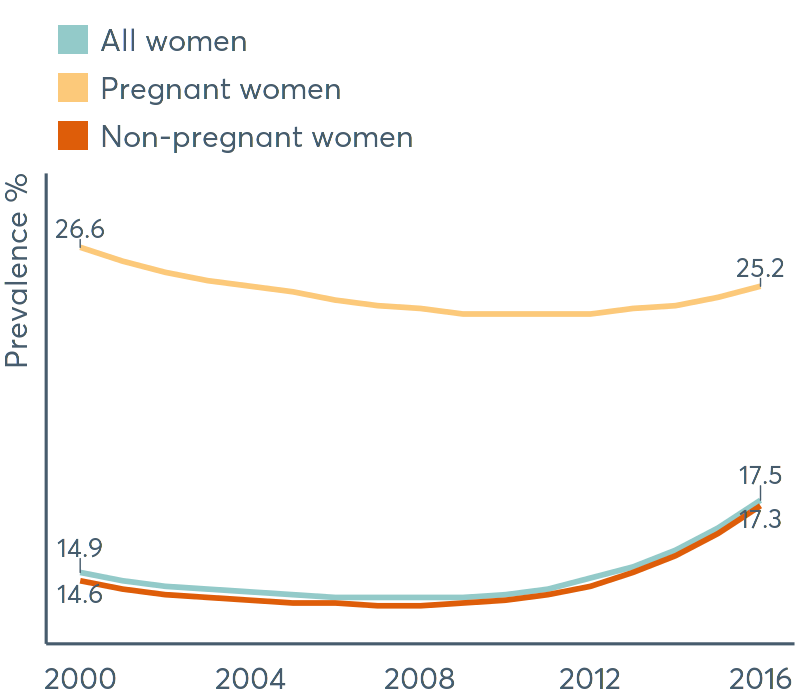 All women
Pregnant women
Non-pregnant women
Prevalence %
26.6
25.2
17.5
17.3
14.9
14.6
2000 2004 2008 2012 2016